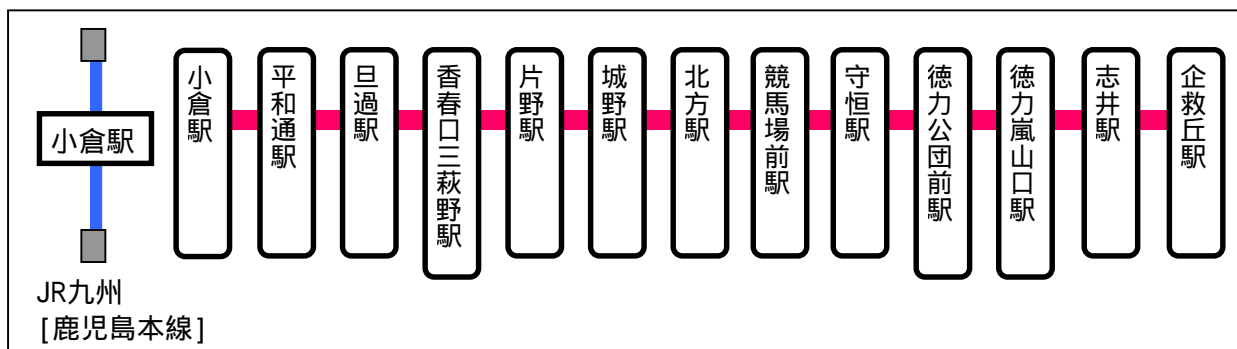 小倉駅
JR九州
[鹿児島本線]
小倉駅
平和通駅
旦過駅
香春口三萩野駅
片野駅
城野駅
北方駅
競馬場前駅
守恒駅
徳力公団前駅
徳力嵐山口駅
志井駅
企救丘駅